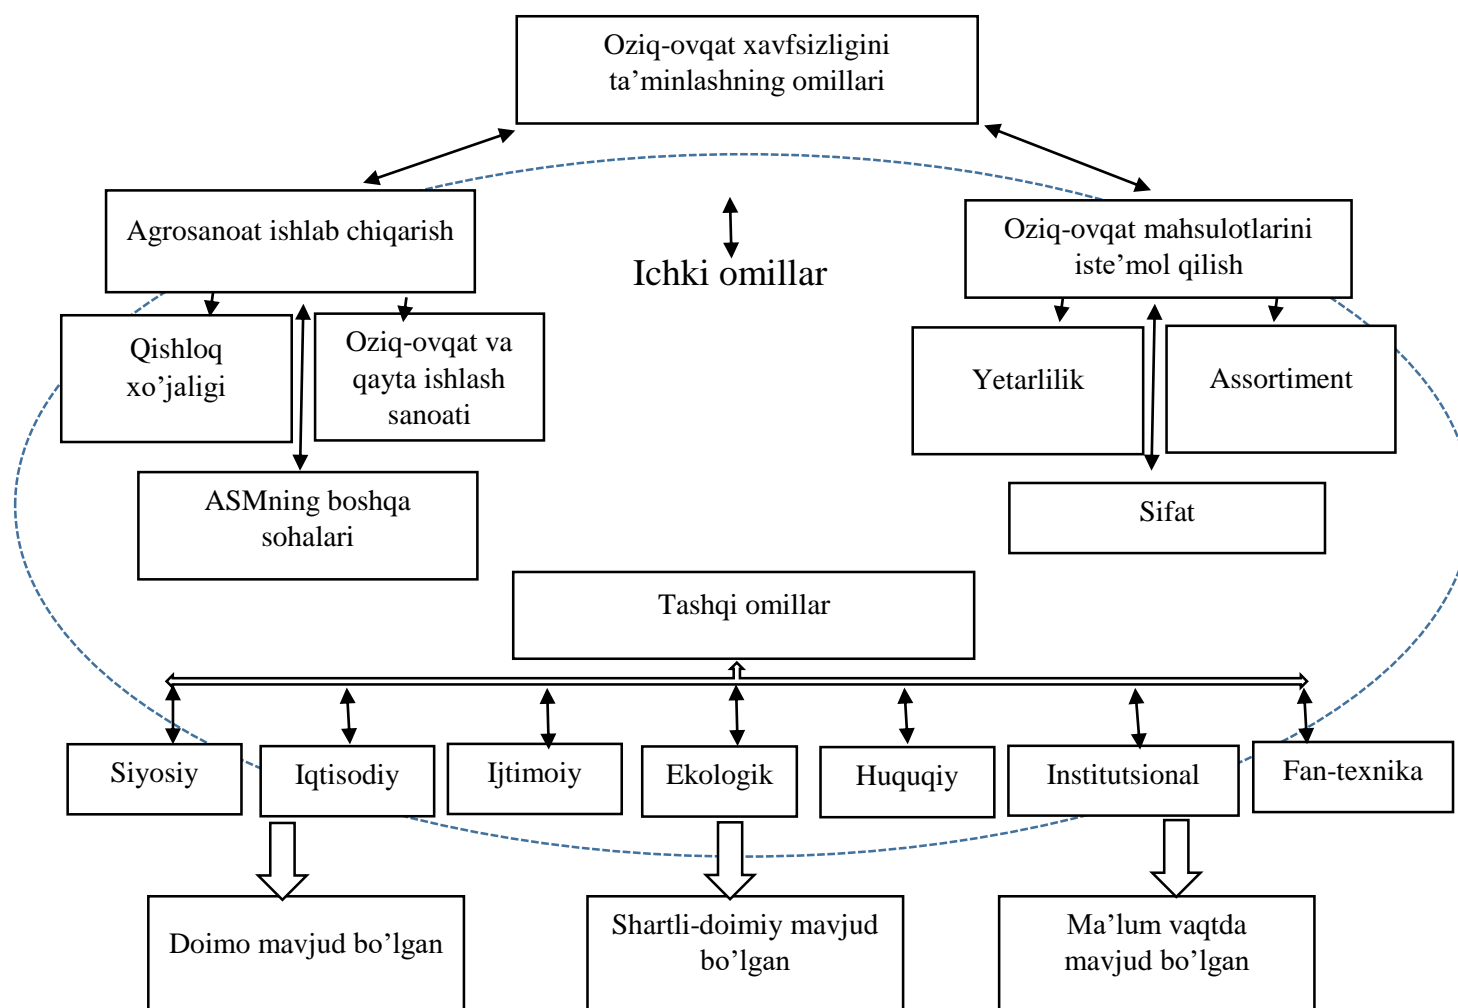 Oziq-ovqat xavfsizligini
ta’minlashning omillari
Agrosanoat ishlab chiqarish
Ichki omillar
Oziq-ovqat mahsulotlarini
iste’mol qilish
Qishloq
xo’jaligi
Oziq-ovqat va
qayta ishlash
sanoati
Yetarlilik
Assortiment
ASMning boshqa
sohalari
Sifat
Tashqi omillar
Siyosiy
Iqtisodiy
Ijtimoiy
Ekologik
Huquqiy
Institutsional
Fan-texnika
Doimo mavjud bo’lgan
Shartli-doimiy mavjud
bo’lgan
Ma’lum vaqtda
mavjud bo’lgan